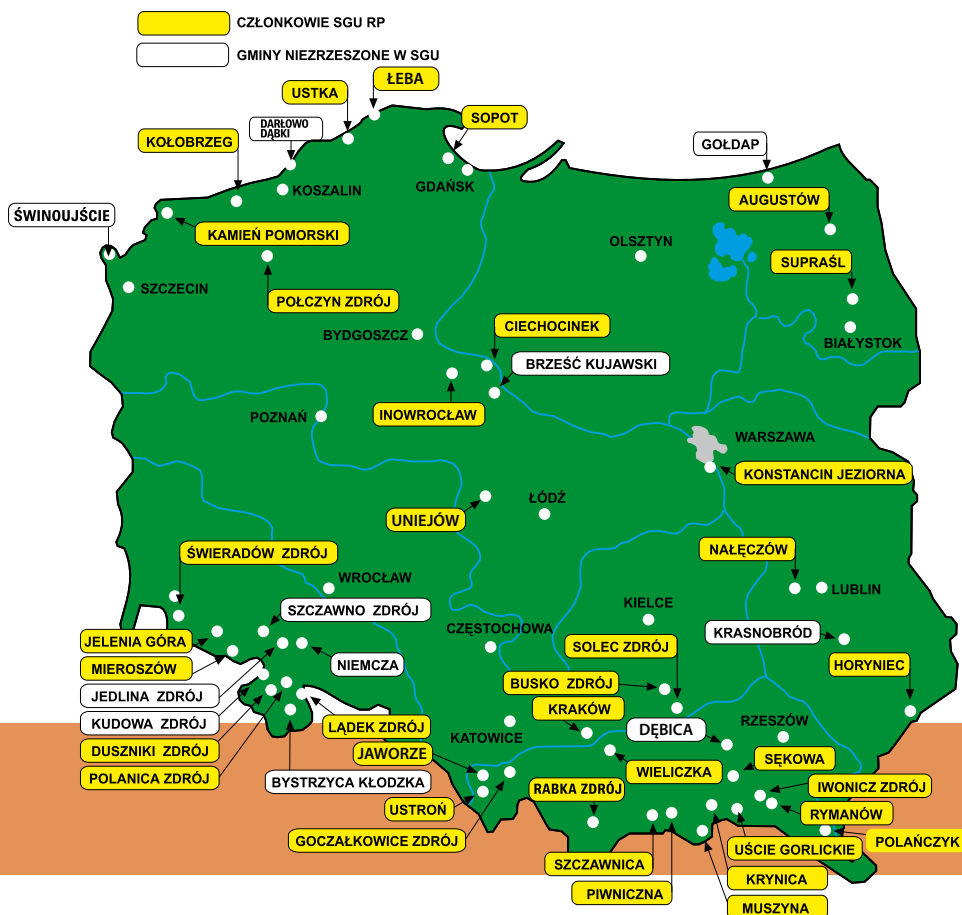 CZŁONKOWIE SGU RP
GMINY NIEZRZESZONE W SGU
ŁEBA
USTKA
SOPOT
DARŁOWO
DĄBKI
KOŁOBRZEG
GOŁDAP
GDAŃSK
KOSZALIN
AUGUSTÓW
ŚWINOUJŚCIE
KAMIEŃ POMORSKI
OLSZTYN
SUPRAŚL
SZCZECIN
POŁCZYN ZDRÓJ
CIECHOCINEK
BYDGOSZCZ
BIAŁYSTOK
BRZEŚĆ KUJAWSKI
INOWROCŁAW
POZNAŃ
WARSZAWA
KONSTANCIN JEZIORNA
ŁÓDŹ
UNIEJÓW
NAŁĘCZÓW
ŚWIERADÓW ZDRÓJ
WROCŁAW
LUBLIN
SZCZAWNO ZDRÓJ
KIELCE
CZĘSTOCHOWA
KRASNOBRÓD
JELENIA GÓRA
SOLEC ZDRÓJ
NIEMCZA
HORYNIEC
MIEROSZÓW
BUSKO ZDRÓJ
JEDLINA ZDRÓJ
KRAKÓW
KUDOWA ZDRÓJ
LĄDEK ZDRÓJ
DĘBICA
RZESZÓW
KATOWICE
DUSZNIKI ZDRÓJ
JAWORZE
SĘKOWA
WIELICZKA
POLANICA ZDRÓJ
BYSTRZYCA KŁODZKA
IWONICZ ZDRÓJ
RABKA ZDRÓJ
USTROŃ
RYMANÓW
GOCZAŁKOWICE ZDRÓJ
POLAŃCZYK
UŚCIE GORLICKIE
SZCZAWNICA
KRYNICA
PIWNICZNA
MUSZYNA